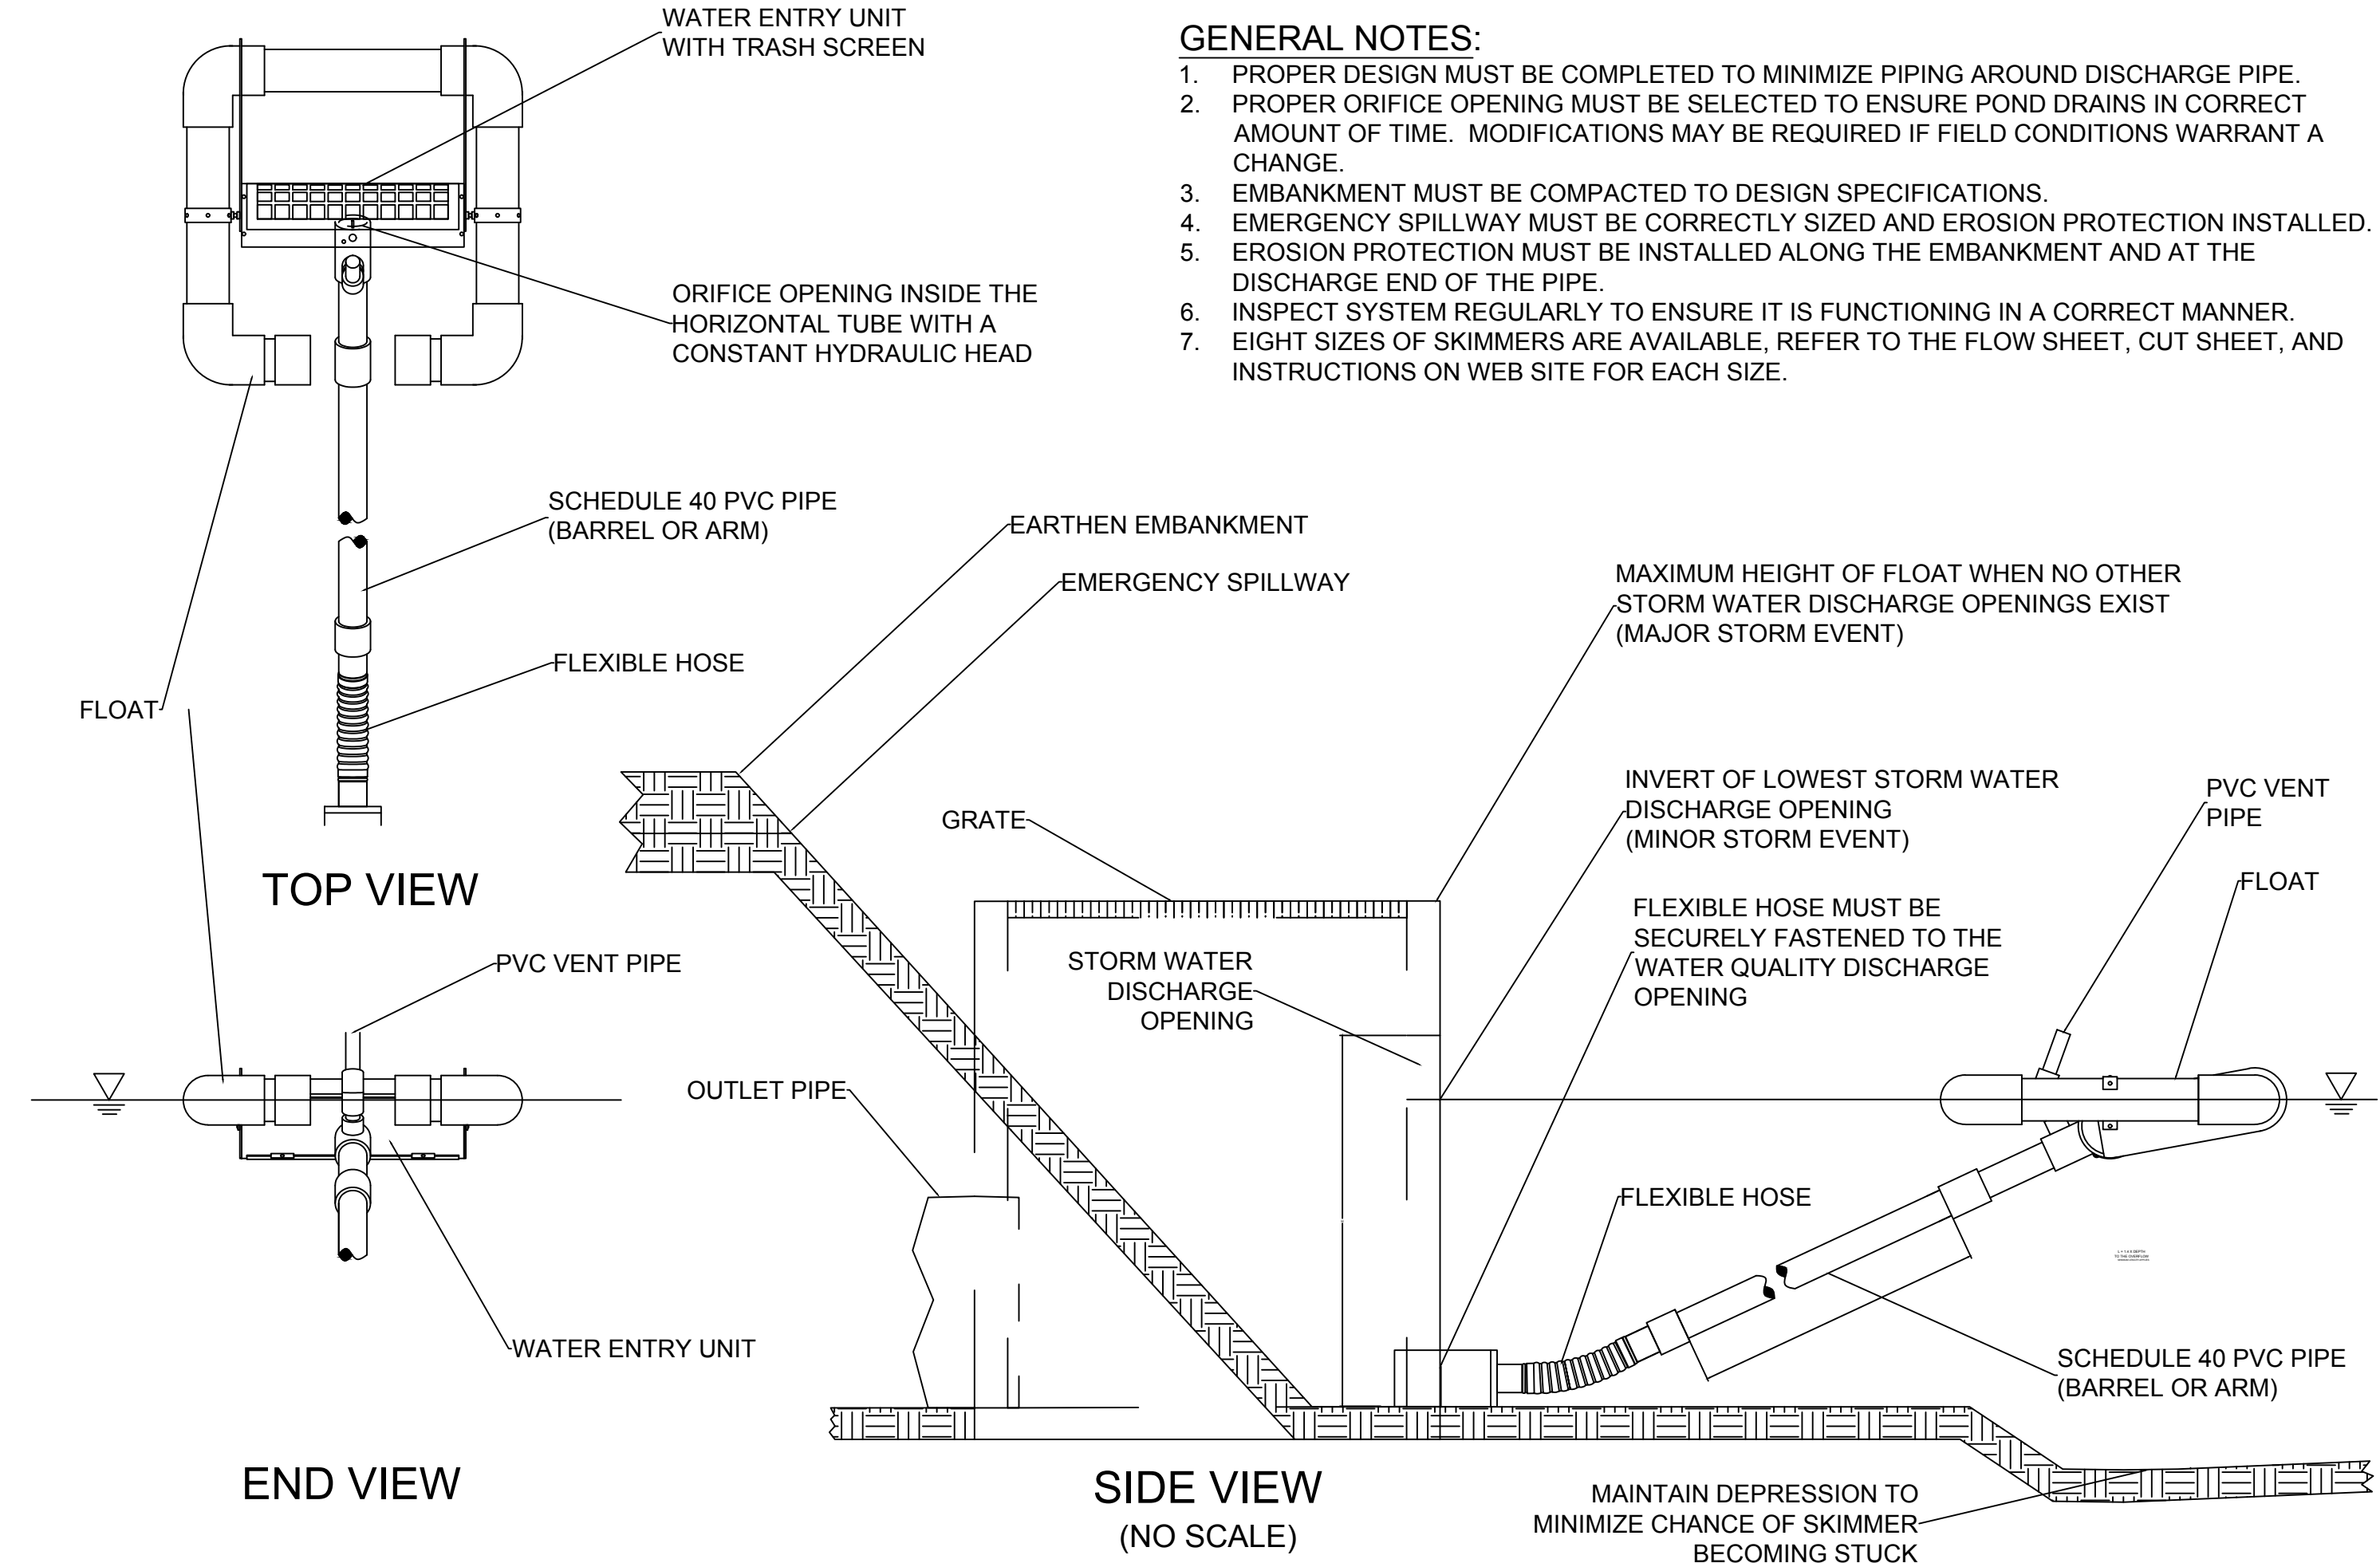 WATER ENTRY UNIT
WITH TRASH SCREEN
ORIFICE OPENING INSIDE THE
HORIZONTAL TUBE WITH A
CONSTANT HYDRAULIC HEAD
SCHEDULE 40 PVC PIPE
(BARREL OR ARM)
FLEXIBLE HOSE
FLOAT
TOP VIEW
GENERAL NOTES:
1. PROPER DESIGN MUST BE COMPLETED TO MINIMIZE PIPING AROUND DISCHARGE PIPE.
2. PROPER ORIFICE OPENING MUST BE SELECTED TO ENSURE POND DRAINS IN CORRECT
AMOUNT OF TIME. MODIFICATIONS MAY BE REQUIRED IF FIELD CONDITIONS WARRANT A
CHANGE.
3. EMBANKMENT MUST BE COMPACTED TO DESIGN SPECIFICATIONS.
4. EMERGENCY SPILLWAY MUST BE CORRECTLY SIZED AND EROSION PROTECTION INSTALLED.
5. EROSION PROTECTION MUST BE INSTALLED ALONG THE EMBANKMENT AND AT THE
DISCHARGE END OF THE PIPE.
6. INSPECT SYSTEM REGULARLY TO ENSURE IT IS FUNCTIONING IN A CORRECT MANNER.
7. EIGHT SIZES OF SKIMMERS ARE AVAILABLE, REFER TO THE FLOW SHEET, CUT SHEET, AND
INSTRUCTIONS ON WEB SITE FOR EACH SIZE.
PVC VENT PIPE
WATER ENTRY UNIT
END VIEW
EARTHEN EMBANKMENT
EMERGENCY SPILLWAY
MAXIMUM HEIGHT OF FLOAT WHEN NO OTHER
STORM WATER DISCHARGE OPENINGS EXIST
(MAJOR STORM EVENT)
INVERT OF LOWEST STORM WATER
DISCHARGE OPENING
(MINOR STORM EVENT)
PVC VENT
PIPE
GRATE
FLOAT
FLEXIBLE HOSE MUST BE
SECURELY FASTENED TO THE
WATER QUALITY DISCHARGE
OPENING
STORM WATER
DISCHARGE
OPENING
OUTLET PIPE
FLEXIBLE HOSE
SCHEDULE 40 PVC PIPE
(BARREL OR ARM)
SIDE VIEW
(NO SCALE)
MAINTAIN DEPRESSION TO
MINIMIZE CHANCE OF SKIMMER
BECOMING STUCK